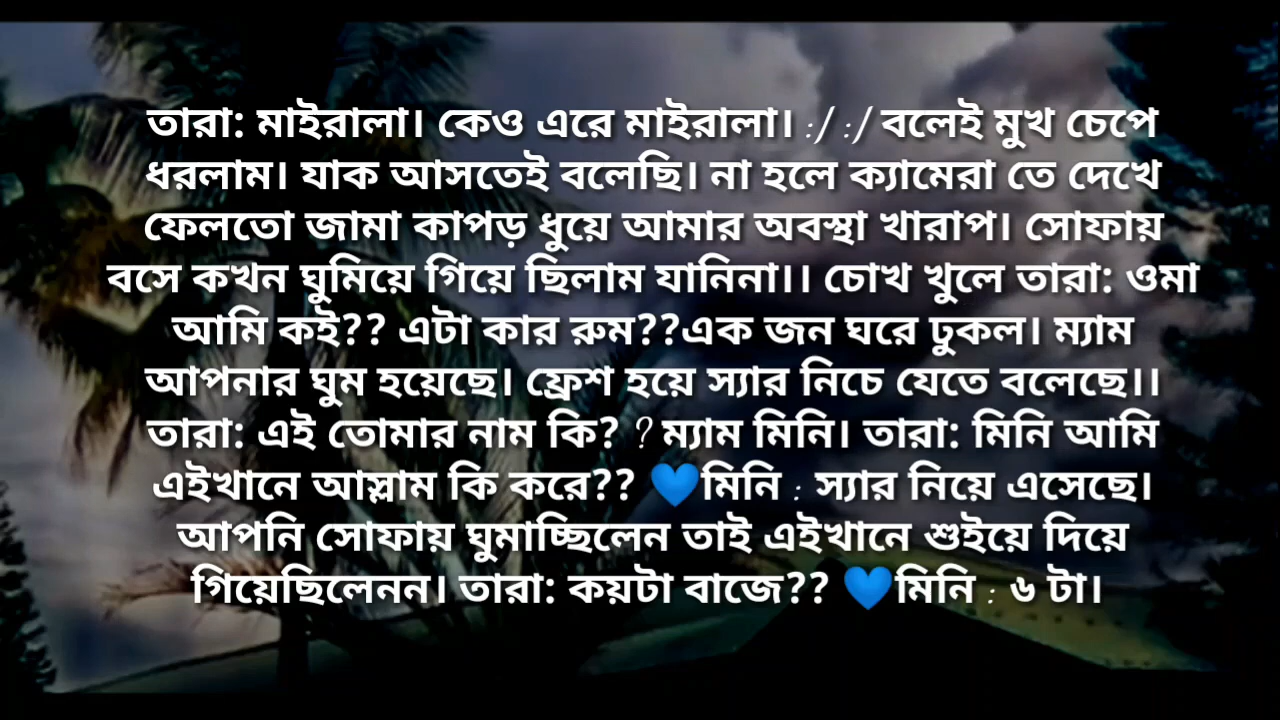 তারা: মাইরালা। কেও এরে মাইরালা। :/ :/ বলেই মুখ চেপে
ধরলাম। যাক আসতেই বলেছি। না হলে ক্যামেরা তে দেখে
ফেলতো জামা কাপড় ধুয়ে আমার অবস্থা খারাপ। সোফায়
বসে কখন ঘুমিয়ে গিয়ে ছিলাম যানিনা।। চোখ খুলে তারা: ওমা
আমি কই?? এটা কার রুম??এক জন ঘরে ঢুকল। ম্যাম
আপনার ঘুম হয়েছে। ফ্রেশ হয়ে স্যার নিচে যেতে বলেছে।।
তারা: এই তোমার নাম কি? ? ম্যাম মিনি। তারা: মিনি আমি
এইখানে আস্লাম কি করে?? 💙মিনি : স্যার নিয়ে এসেছে।
আপনি সোফায় ঘুমাচ্ছিলেন তাই এইখানে শুইয়ে দিয়ে
গিয়েছিলেনন। তারা: কয়টা বাজে?? 💙মিনি : ৬ টা।